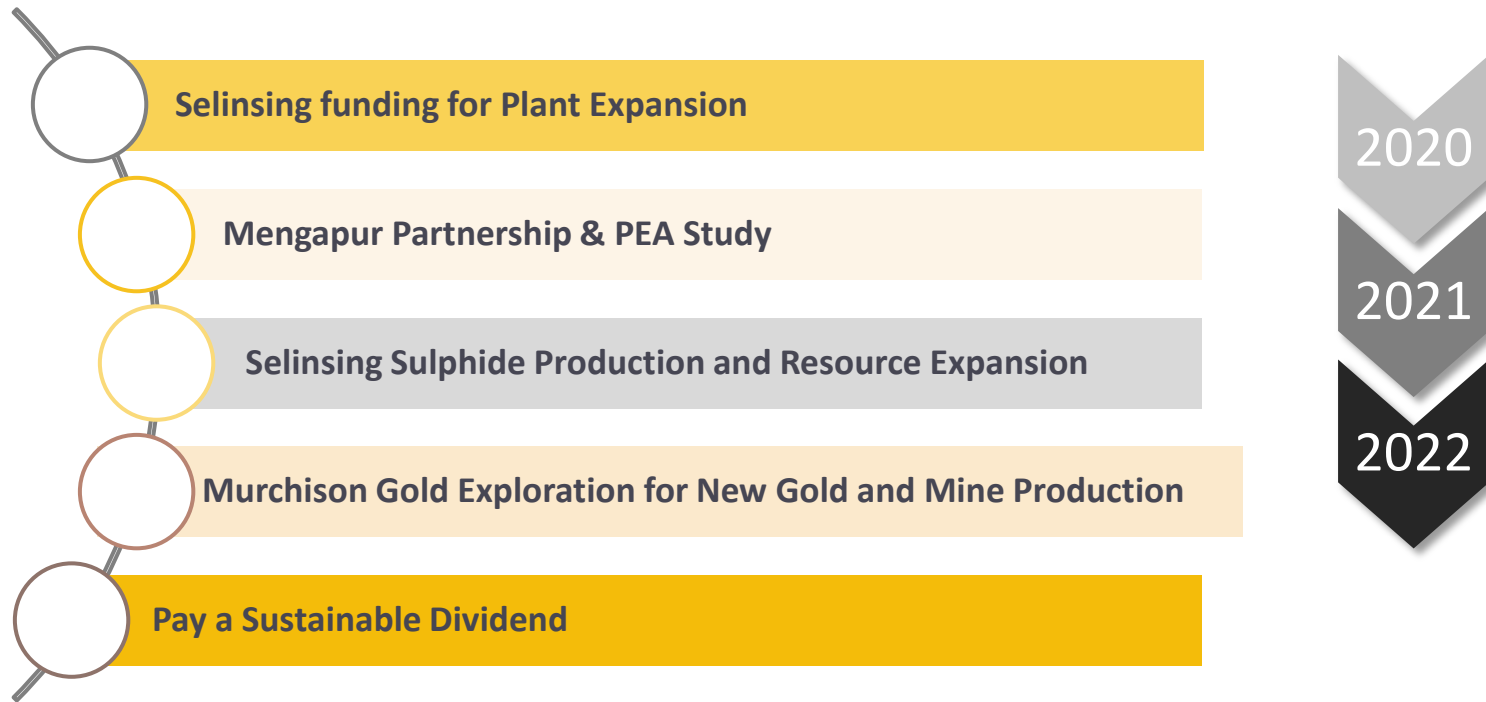 Selinsing funding for Plant Expansion
Mengapur Partnership & PEA Study
Selinsing Sulphide Production and Resource Expansion
Murchison Gold Exploration for New Gold and Mine Production
Pay a Sustainable Dividend
2020
2021
2022